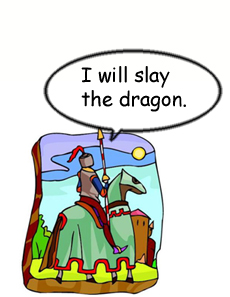 I will slay
the dragon.